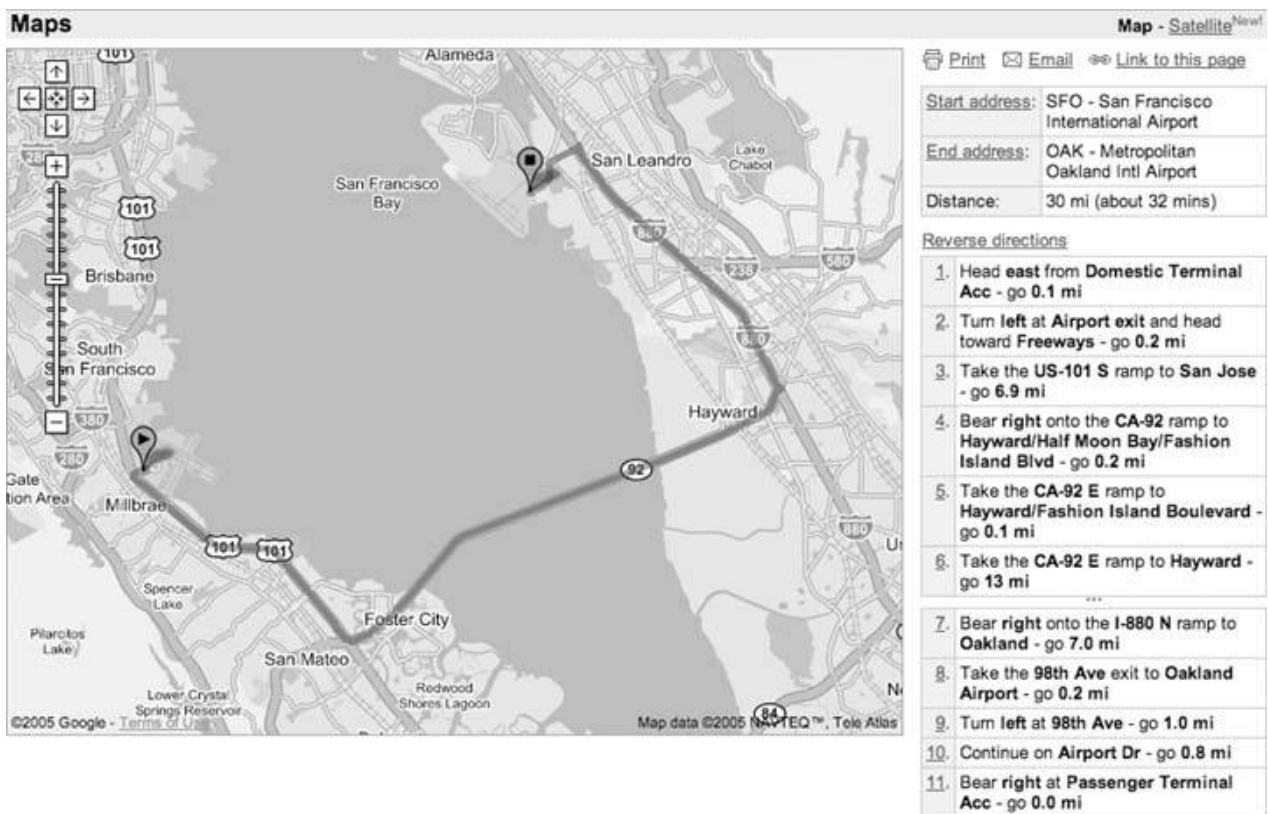 Maps
Map - Satellite New!
Print Email Link to this page
Start address: SFO - San Francisco
International Airport
End address: OAK - Metropolitan
Oakland Intl Airport
Distance: 30 mi (about 32 mins)
Reverse directions
1. Head east from Domestic Terminal
Acc - go 0.1 mi
2. Turn left at Airport exit and head
toward Freeways - go 0.2 mi
3. Take the US-101 S ramp to San Jose
- go 6.9 mi
4. Bear right onto the CA-92 ramp to
Hayward/Half Moon Bay/Fashion
Island Blvd - go 0.2 mi
5. Take the CA-92 E ramp to
Hayward/Fashion Island Boulevard -
go 0.1 mi
6. Take the CA-92 E ramp to Hayward -
go 13 mi
...
7. Bear right onto the I-880 N ramp to
Oakland - go 7.0 mi
8. Take the 98th Ave exit to Oakland
Airport - go 0.2 mi
9. Turn left at 98th Ave - go 1.0 mi
10. Continue on Airport Dr - go 0.8 mi
11. Bear right at Passenger Terminal
Acc - go 0.0 mi
101
Alameda
San Leandro
Lake
Chabot
San Francisco
Bay
280
101
101
880
238
580
Brisbane
South
San Francisco
880
380
280
Hayward
Gate
tion Area
Millbrae
92
101
101
880
Spencer
Lake
Foster City
Pilarcitos
Lake
San Mateo
Redwood
Shores Lagoon
Lower Crystal
Springs Reservoir
84
©2005 Google - Terms of Use
Map data ©2005 NAVTEQ™, Tele Atlas